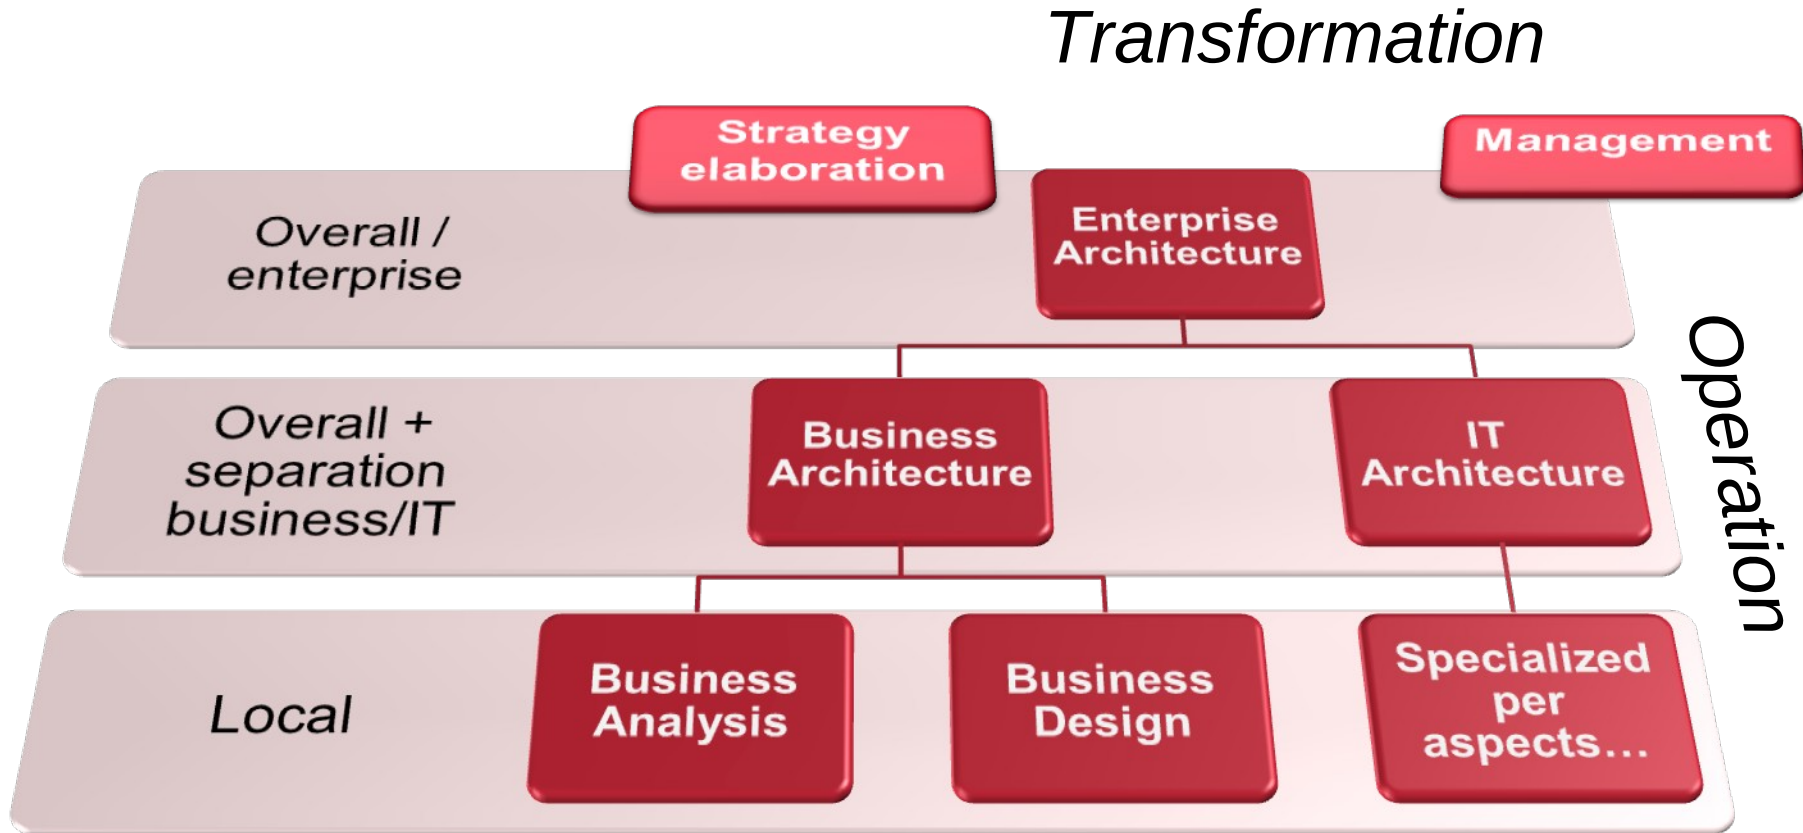 Transformation
Strategy
elaboration
Management
Overall /
enterprise
Enterprise
Architecture
Operation
Overall +
separation
business/IT
Business
Architecture
IT
Architecture
Local
Business
Analysis
Business
Design
Specialized
per
aspects...